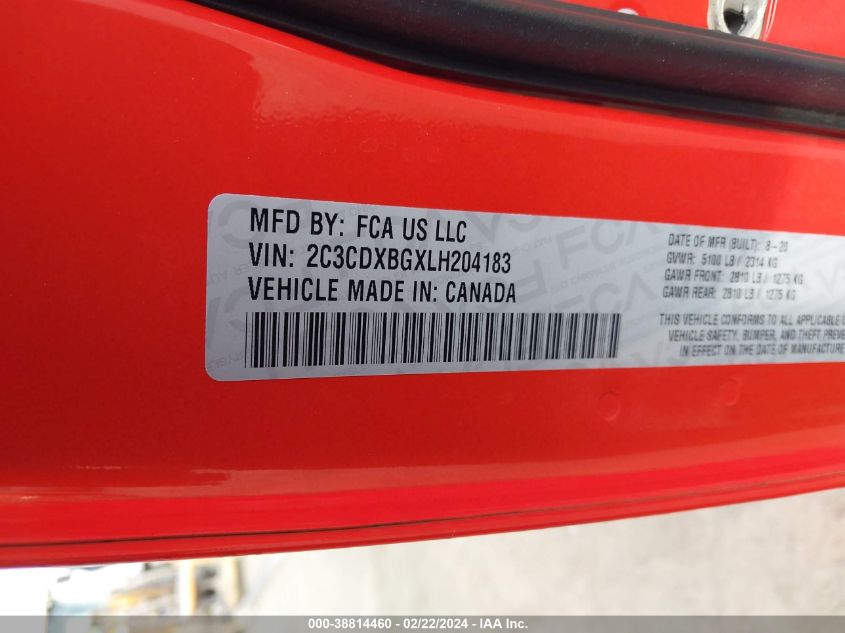 MFD BY: FCA US LLC
VIN: 2C3CDXBGXLH204183
VEHICLE MADE IN: CANADA
DATE OF MFR (BUILT): 8-20
GVWR: 5100 LB / 2314 KG
GAWR FRONT: 2810 LB / 1275 KG
GAWR REAR: 2810 LB / 1275 KG
THIS VEHICLE CONFORMS TO ALL APPLICABLE
VEHICLE SAFETY, BUMPER, AND THEFT
IN EFFECT ON THE DATE OF MANUFACTURE
000-38814460 - 02/22/2024 - IAA Inc.